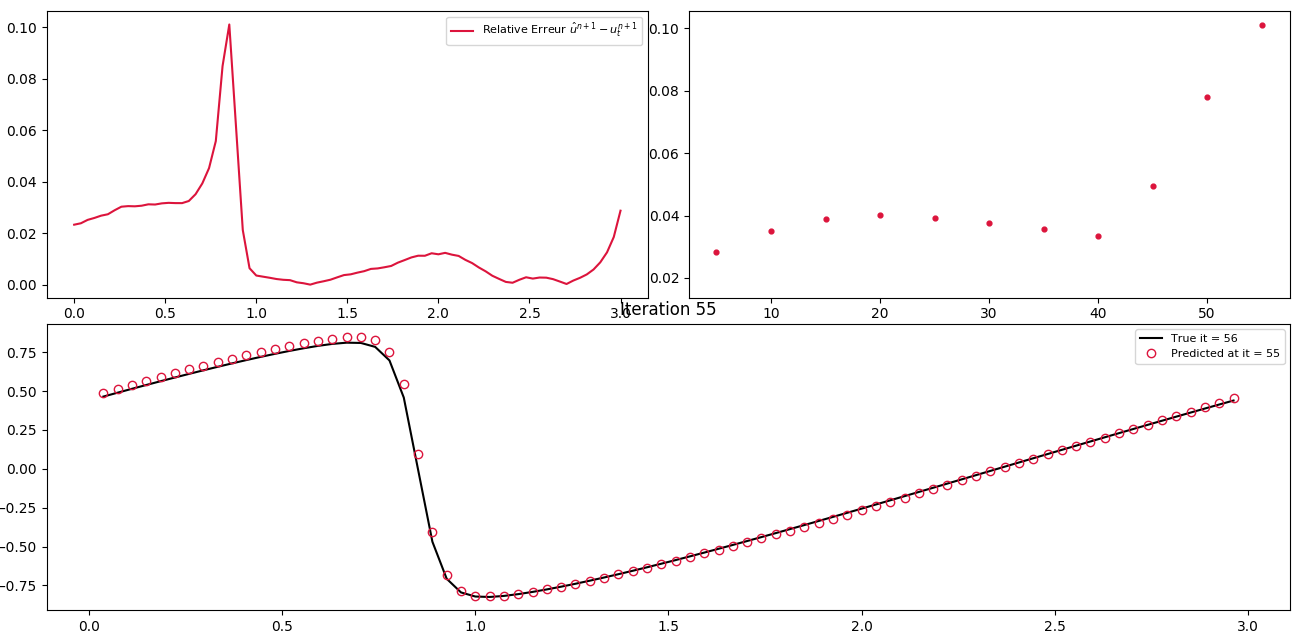 Relative Erreur û^{n+1} − u_t^{n+1}
0.10
0.08
0.06
0.04
0.02
0.00
0.0 0.5 1.0 1.5 2.0 2.5 3.0
0.10
0.08
0.06
0.04
0.02
10 20 30 40 50
Iteration 55
True it = 56
Predicted at it = 55
0.75
0.50
0.25
0.00
−0.25
−0.50
−0.75
0.0 0.5 1.0 1.5 2.0 2.5 3.0